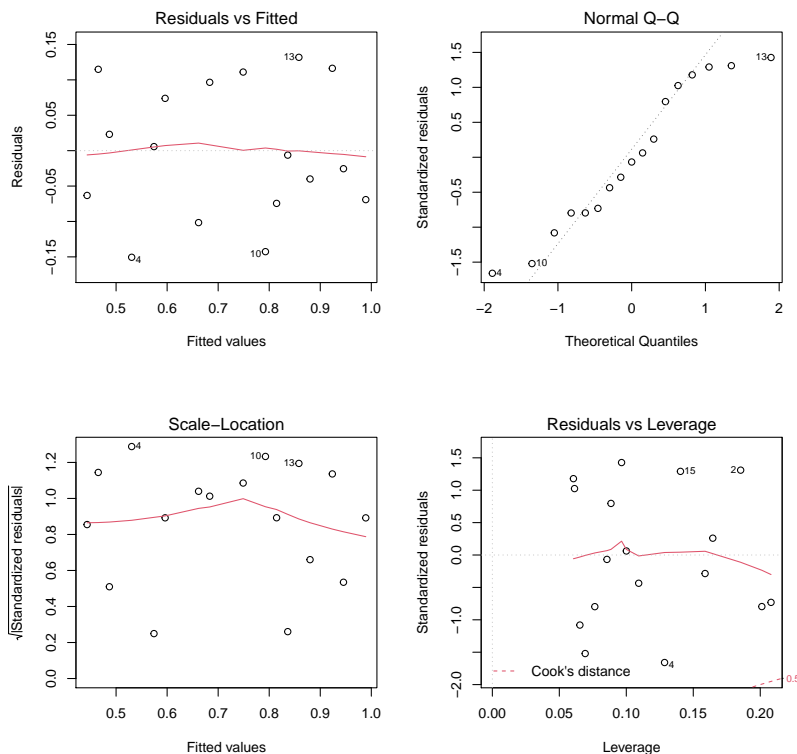 Residuals vs Fitted
Residuals
0.15
0.05
−0.05
−0.15
13
4
10
0.5 0.6 0.7 0.8 0.9 1.0
Fitted values
Normal Q−Q
Standardized residuals
1.5
0.5
−0.5
−1.5
13
10
4
−2 −1 0 1 2
Theoretical Quantiles
Scale−Location
√|Standardized residuals|
1.2
1.0
0.8
0.6
0.4
0.2
0.0
4
10
13
0.5 0.6 0.7 0.8 0.9 1.0
Fitted values
Residuals vs Leverage
Standardized residuals
1.5
0.5
0.0
−1.0
−2.0
15
2
4
Cook's distance
0.5
0.00 0.05 0.10 0.15 0.20
Leverage